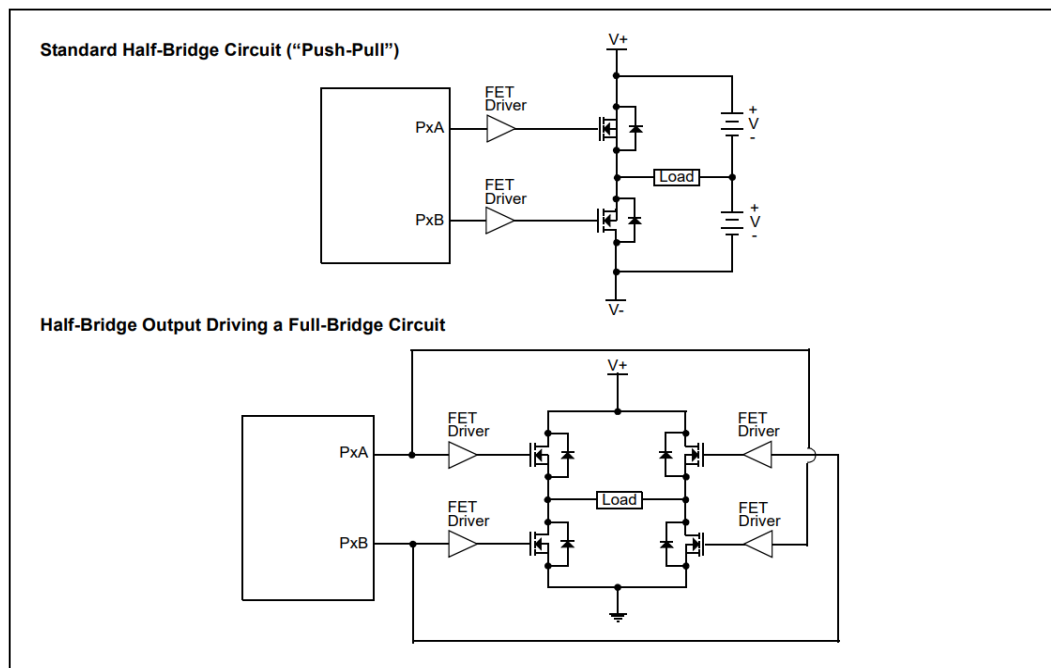 Standard Half-Bridge Circuit (“Push-Pull”)
V+
FET
Driver
PxA
+
V
-
Load
FET
Driver
PxB
+
V
-
V-
Half-Bridge Output Driving a Full-Bridge Circuit
V+
FET
Driver
FET
Driver
PxA
Load
FET
Driver
FET
Driver
PxB